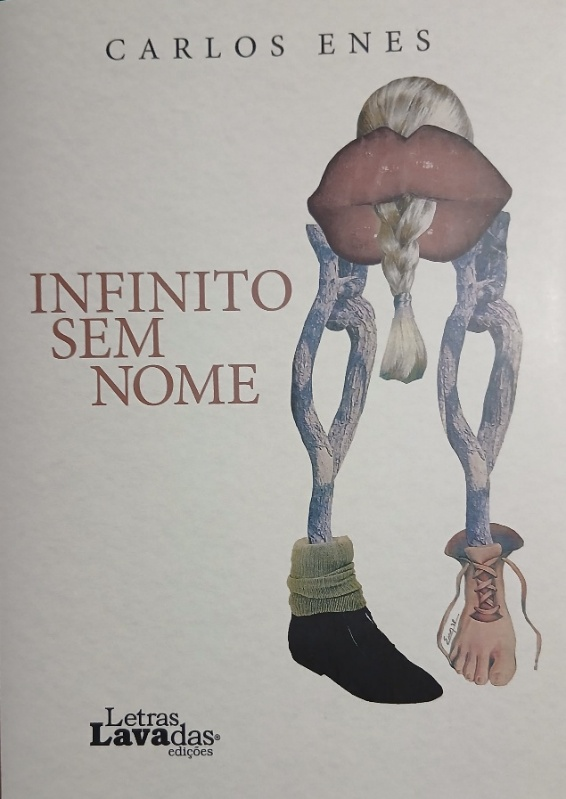 CARLOS ENES
INFINITO
SEM
NOME
Letras
LAVAdas®
edições